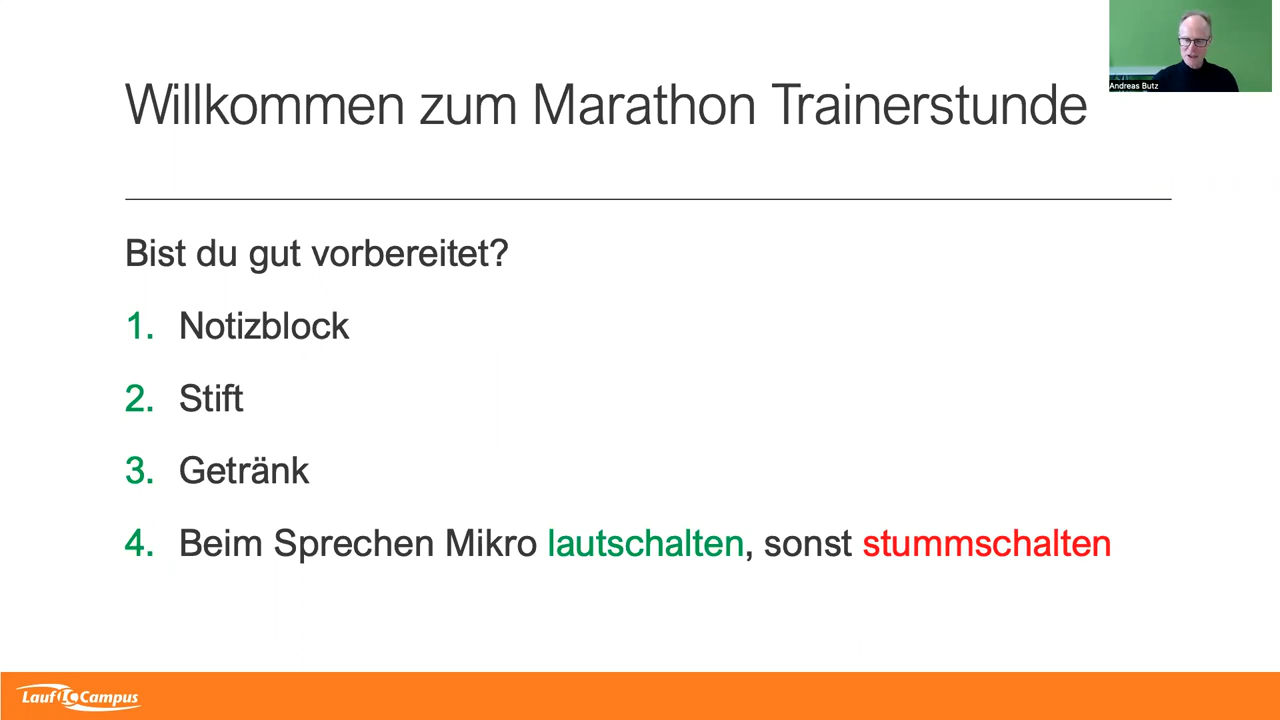 Willkommen zum Marathon Trainerstunde
Andreas Butz
Bist du gut vorbereitet?
1. Notizblock
2. Stift
3. Getränk
4. Beim Sprechen Mikro lautschalten, sonst stummschalten
Lauf LC Campus